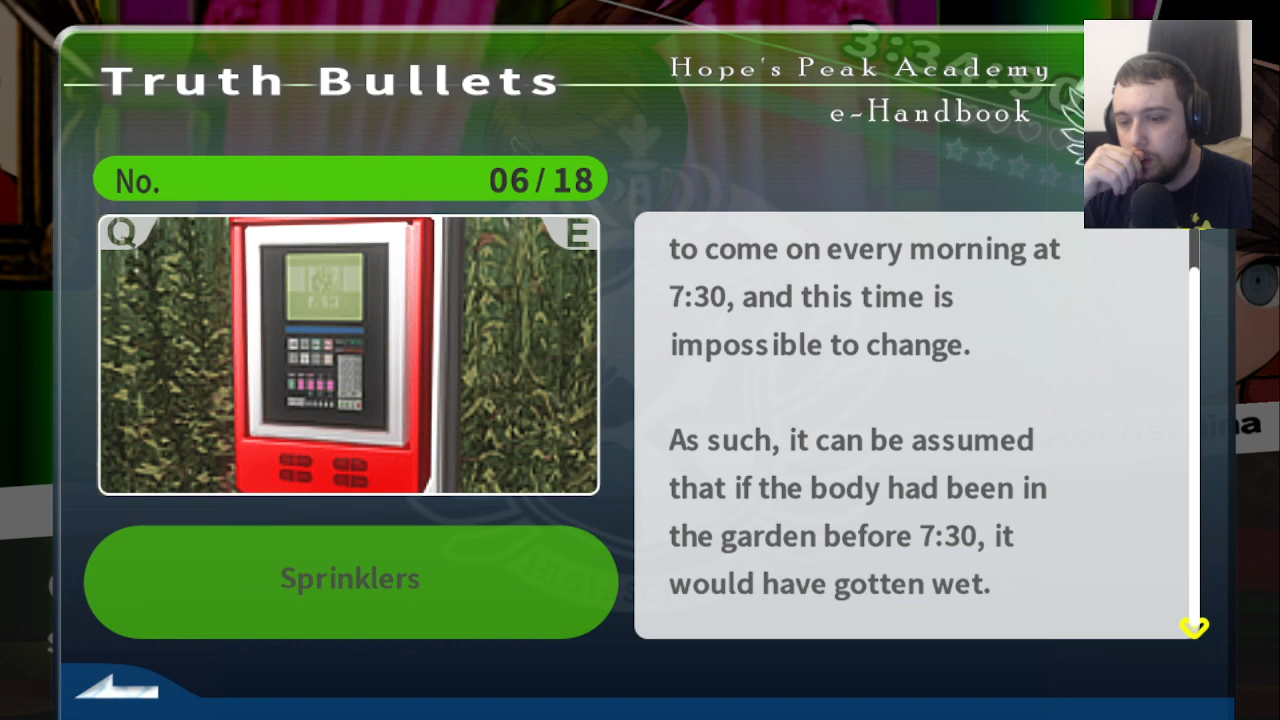 Truth Bullets
Hope's Peak Academy
e-Handbook
No. 06/18
Q
E
to come on every morning at
7:30, and this time is
impossible to change.
As such, it can be assumed
that if the body had been in
the garden before 7:30, it
would have gotten wet.
Sprinklers